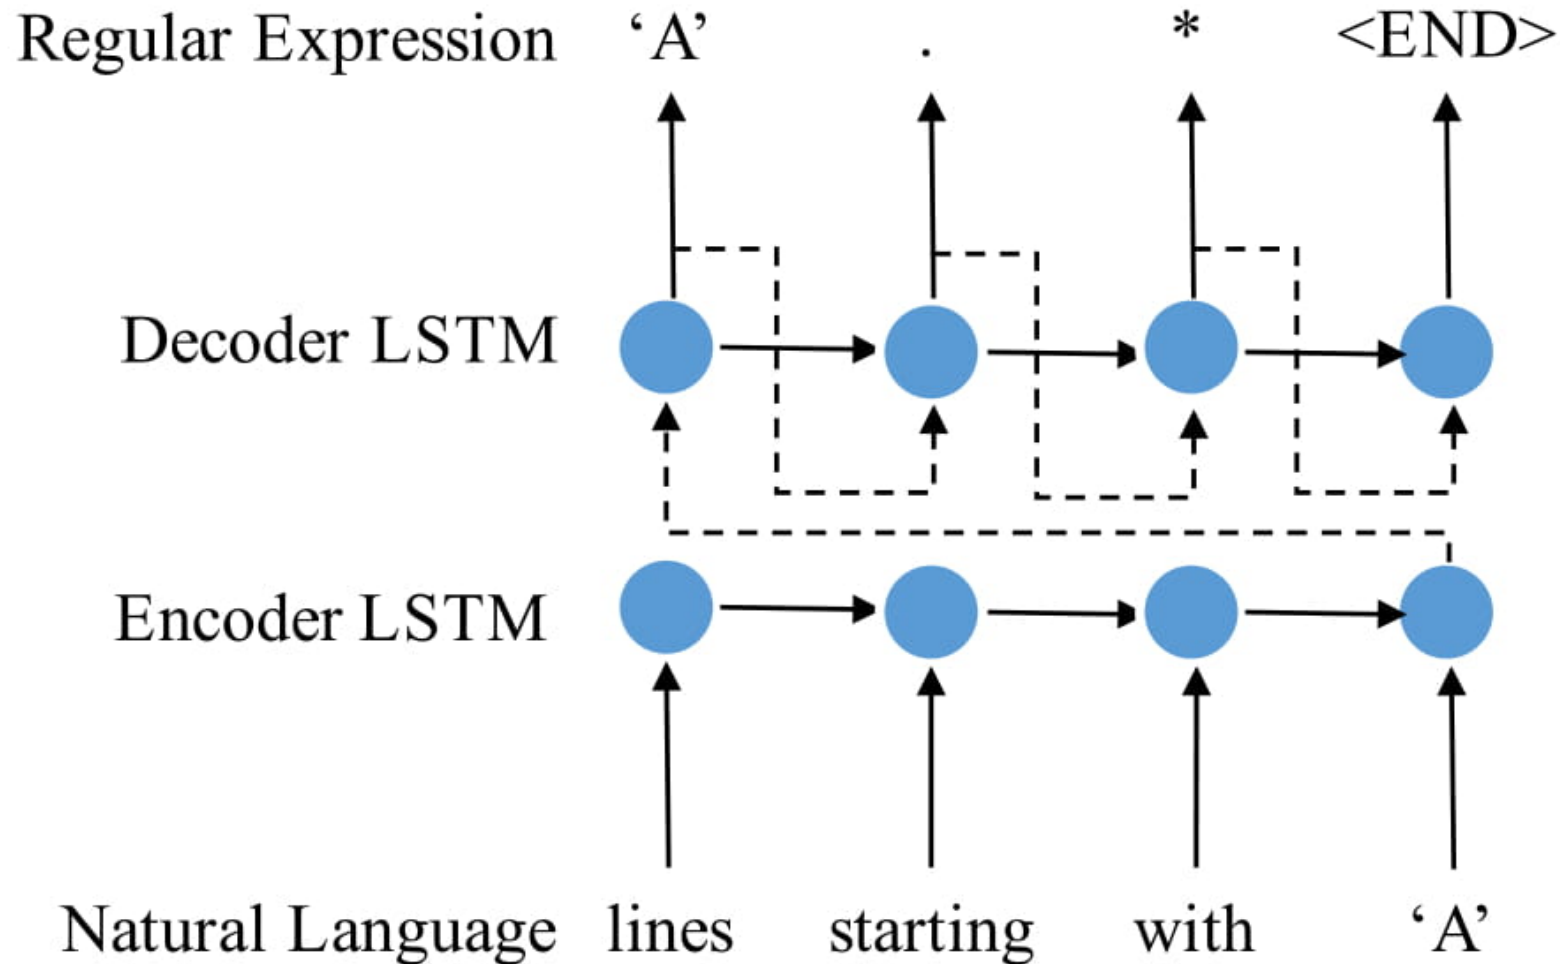 Regular Expression ‘A’ . * <END>
Decoder LSTM
Encoder LSTM
Natural Language lines starting with ‘A’